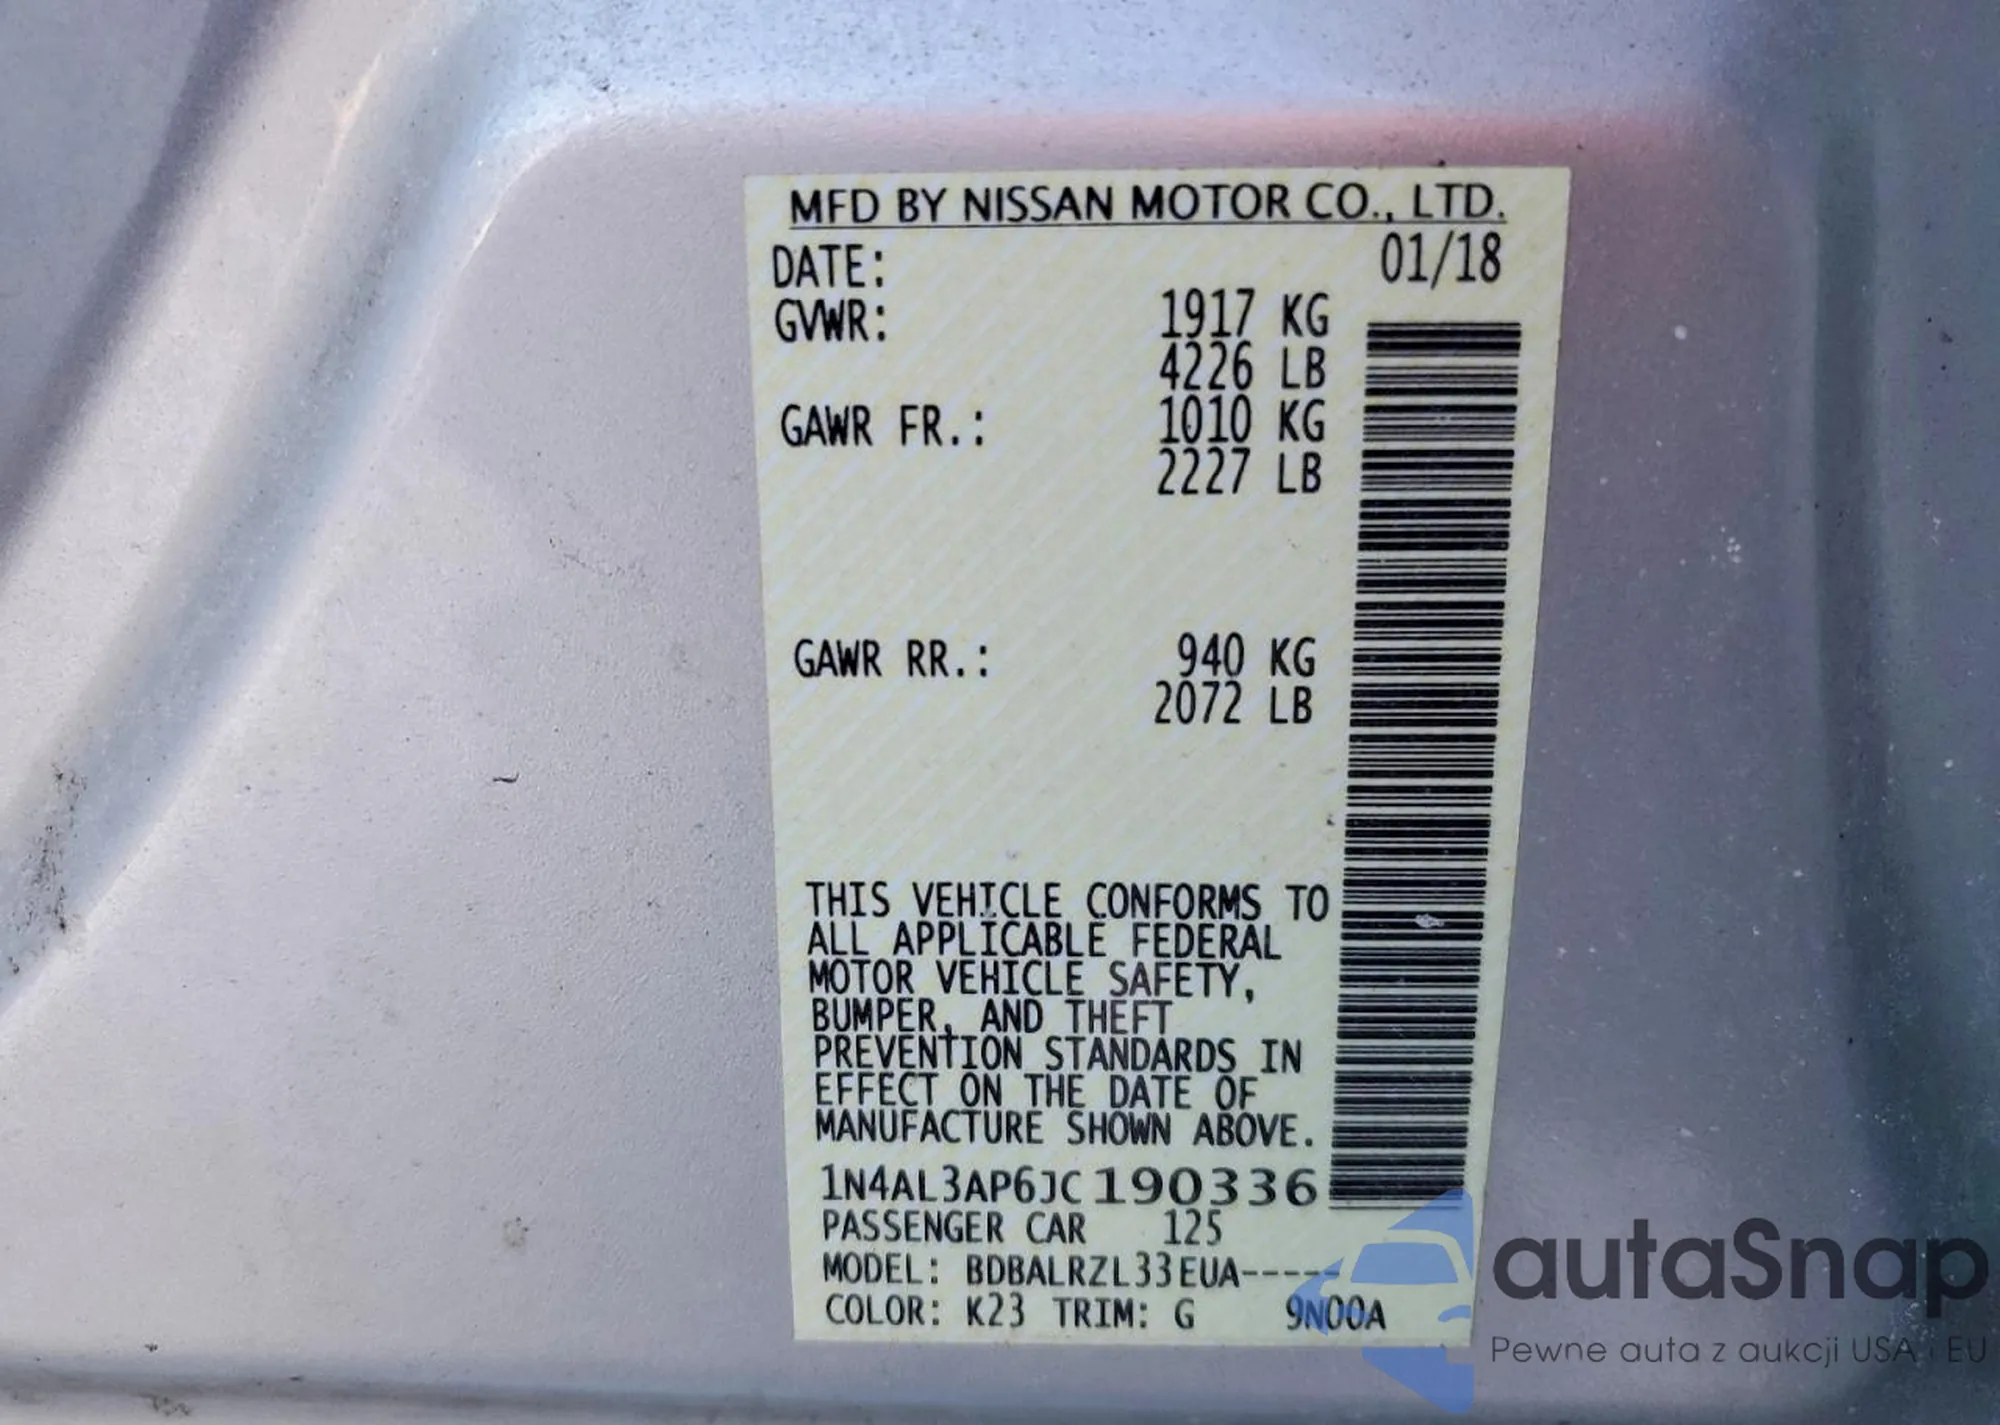 MFD BY NISSAN MOTOR CO., LTD.
DATE: 01/18
GVWR: 1917 KG
4226 LB
GAWR FR.: 1010 KG
2227 LB
GAWR RR.: 940 KG
2072 LB
THIS VEHICLE CONFORMS TO
ALL APPLICABLE FEDERAL
MOTOR VEHICLE SAFETY,
BUMPER, AND THEFT
PREVENTION STANDARDS IN
EFFECT ON THE DATE OF
MANUFACTURE SHOWN ABOVE.
1N4AL3AP6JC190336
PASSENGER CAR 125
MODEL: BDBALRZL33EUA-----
COLOR: K23 TRIM: G 9N00A
autaSnap
Pewne auta z aukcji USA i EU